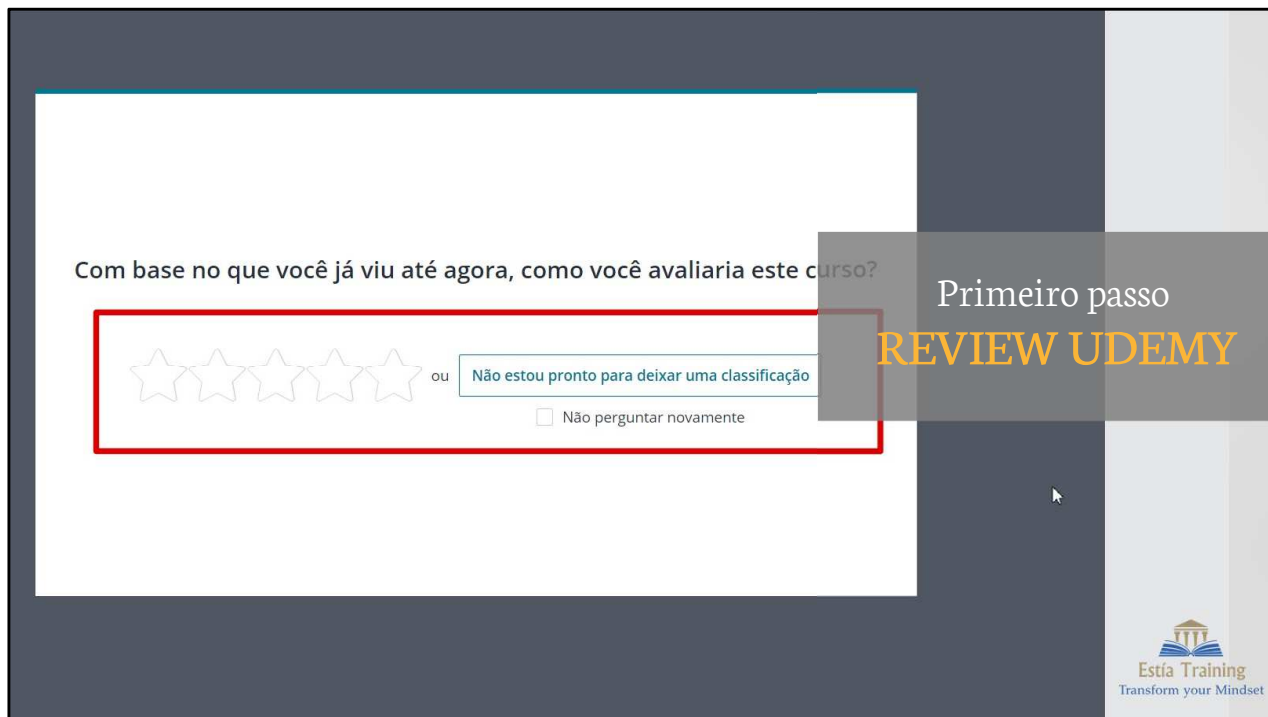 Com base no que você já viu até agora, como você avaliaria este curso?
ou
Não estou pronto para deixar uma classificação
Não perguntar novamente
Primeiro passo
REVIEW UDEMY
Estía Training
Transform your Mindset